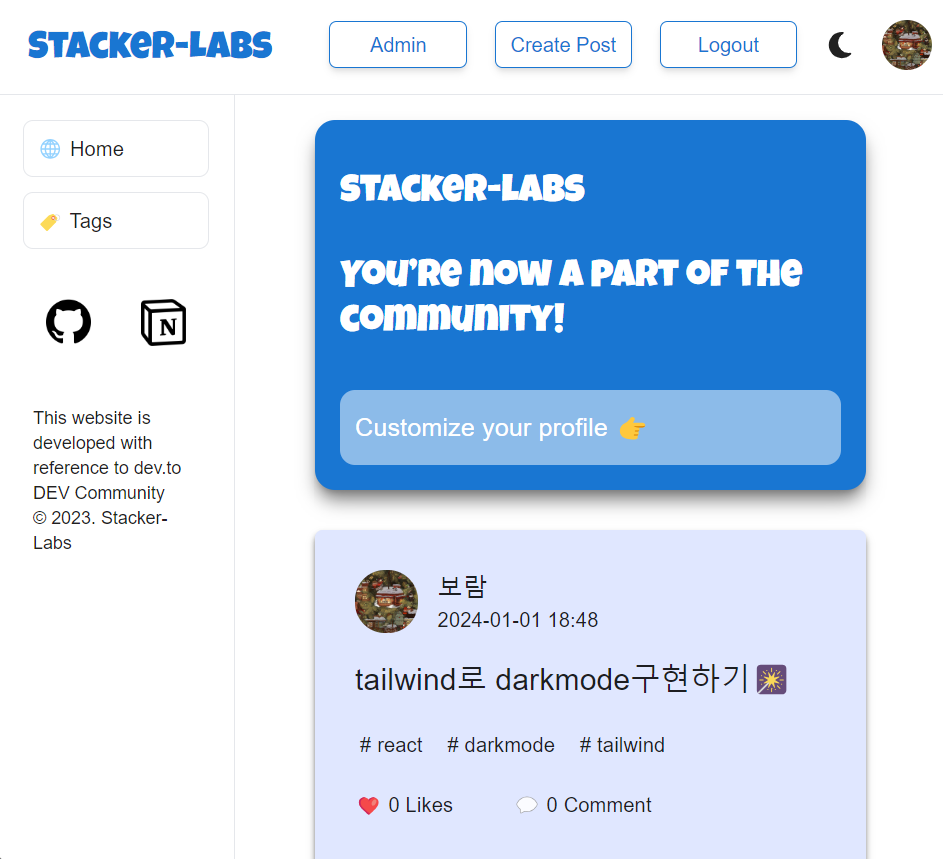 STACKER-LABS
Admin
Create Post
Logout
🌐 Home
🏷️ Tags
N
This website is
developed with
reference to dev.to
DEV Community
© 2023. Stacker-
Labs
STACKER-LABS
You're now a part of the
community!
Customize your profile 👉
보람
2024-01-01 18:48
tailwind로 darkmode구현하기🎇
# react # darkmode # tailwind
❤️ 0 Likes 💬 0 Comment